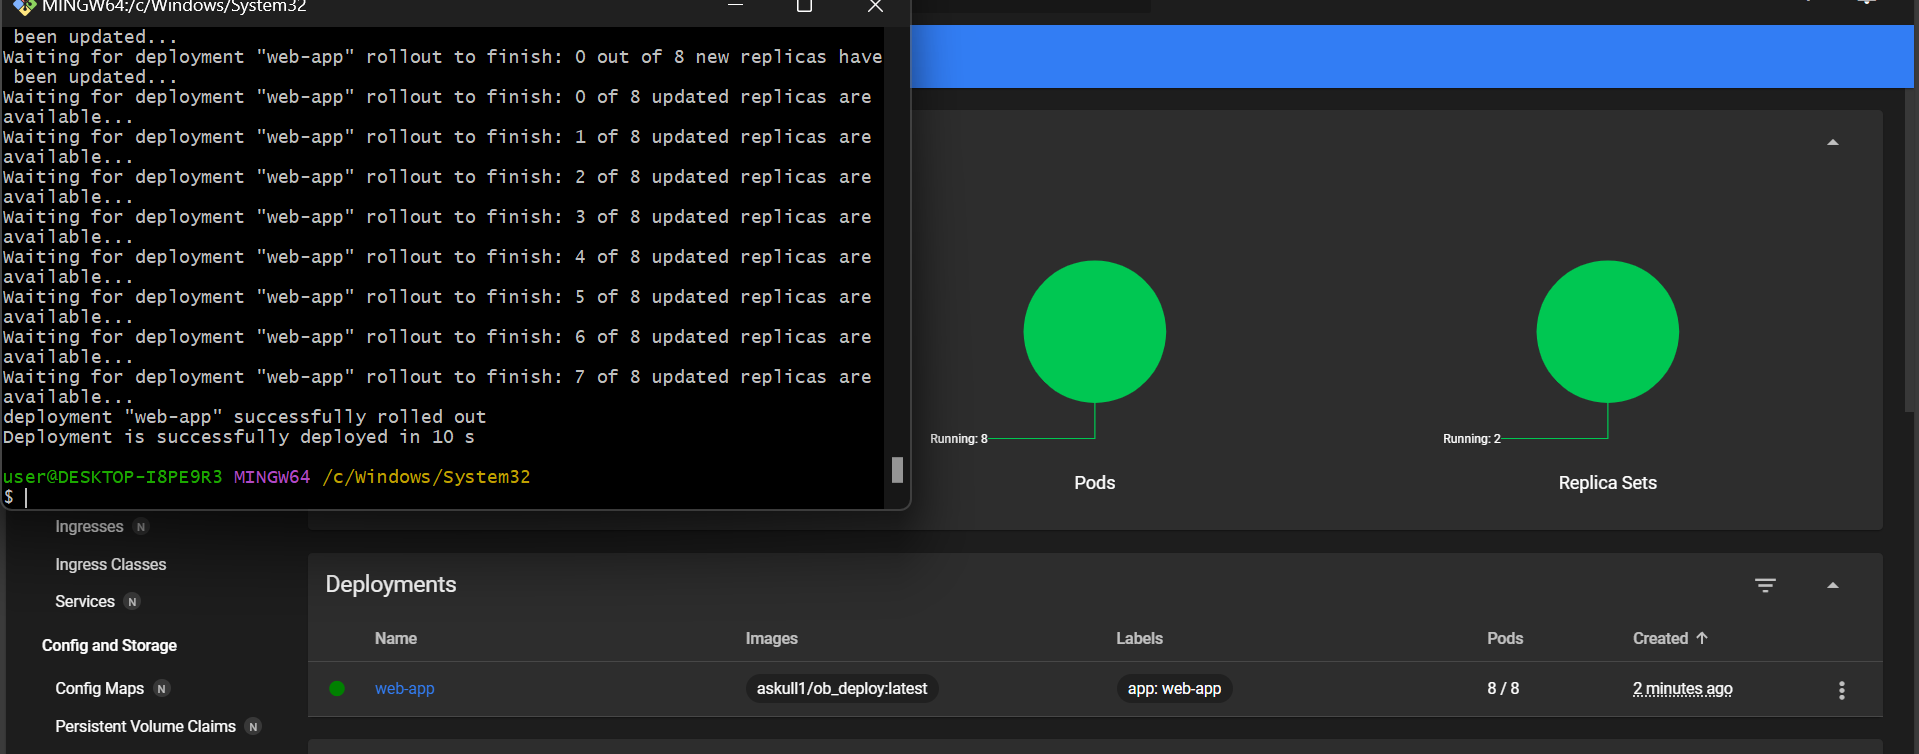 MINGW64:/c/Windows/System32
 been updated...
Waiting for deployment "web-app" rollout to finish: 0 out of 8 new replicas have
 been updated...
Waiting for deployment "web-app" rollout to finish: 0 of 8 updated replicas are
available...
Waiting for deployment "web-app" rollout to finish: 1 of 8 updated replicas are
available...
Waiting for deployment "web-app" rollout to finish: 2 of 8 updated replicas are
available...
Waiting for deployment "web-app" rollout to finish: 3 of 8 updated replicas are
available...
Waiting for deployment "web-app" rollout to finish: 4 of 8 updated replicas are
available...
Waiting for deployment "web-app" rollout to finish: 5 of 8 updated replicas are
available...
Waiting for deployment "web-app" rollout to finish: 6 of 8 updated replicas are
available...
Waiting for deployment "web-app" rollout to finish: 7 of 8 updated replicas are
available...
deployment "web-app" successfully rolled out
Deployment is successfully deployed in 10 s
user@DESKTOP-I8PE9R3 MINGW64 /c/Windows/System32
$
Running: 8
Pods
Running: 2
Replica Sets
Ingresses N
Ingress Classes
Services N
Config and Storage
Config Maps N
Persistent Volume Claims N
Deployments
Name Images Labels Pods Created
web-app askull1/ob_deploy:latest app: web-app 8 / 8 2 minutes ago